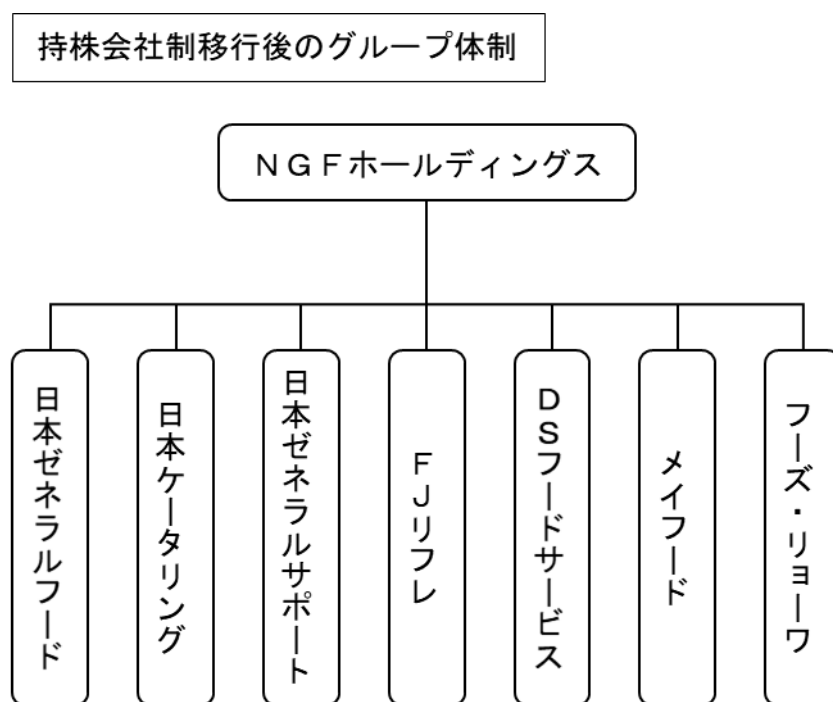 持株会社制移行後のグループ体制
ＮＧＦホールディングス
日本ゼネラルフード
日本ケータリング
日本ゼネラルサポート
ＦＪリフレ
ＤＳフードサービス
メイフード
フーズ・リョーワ